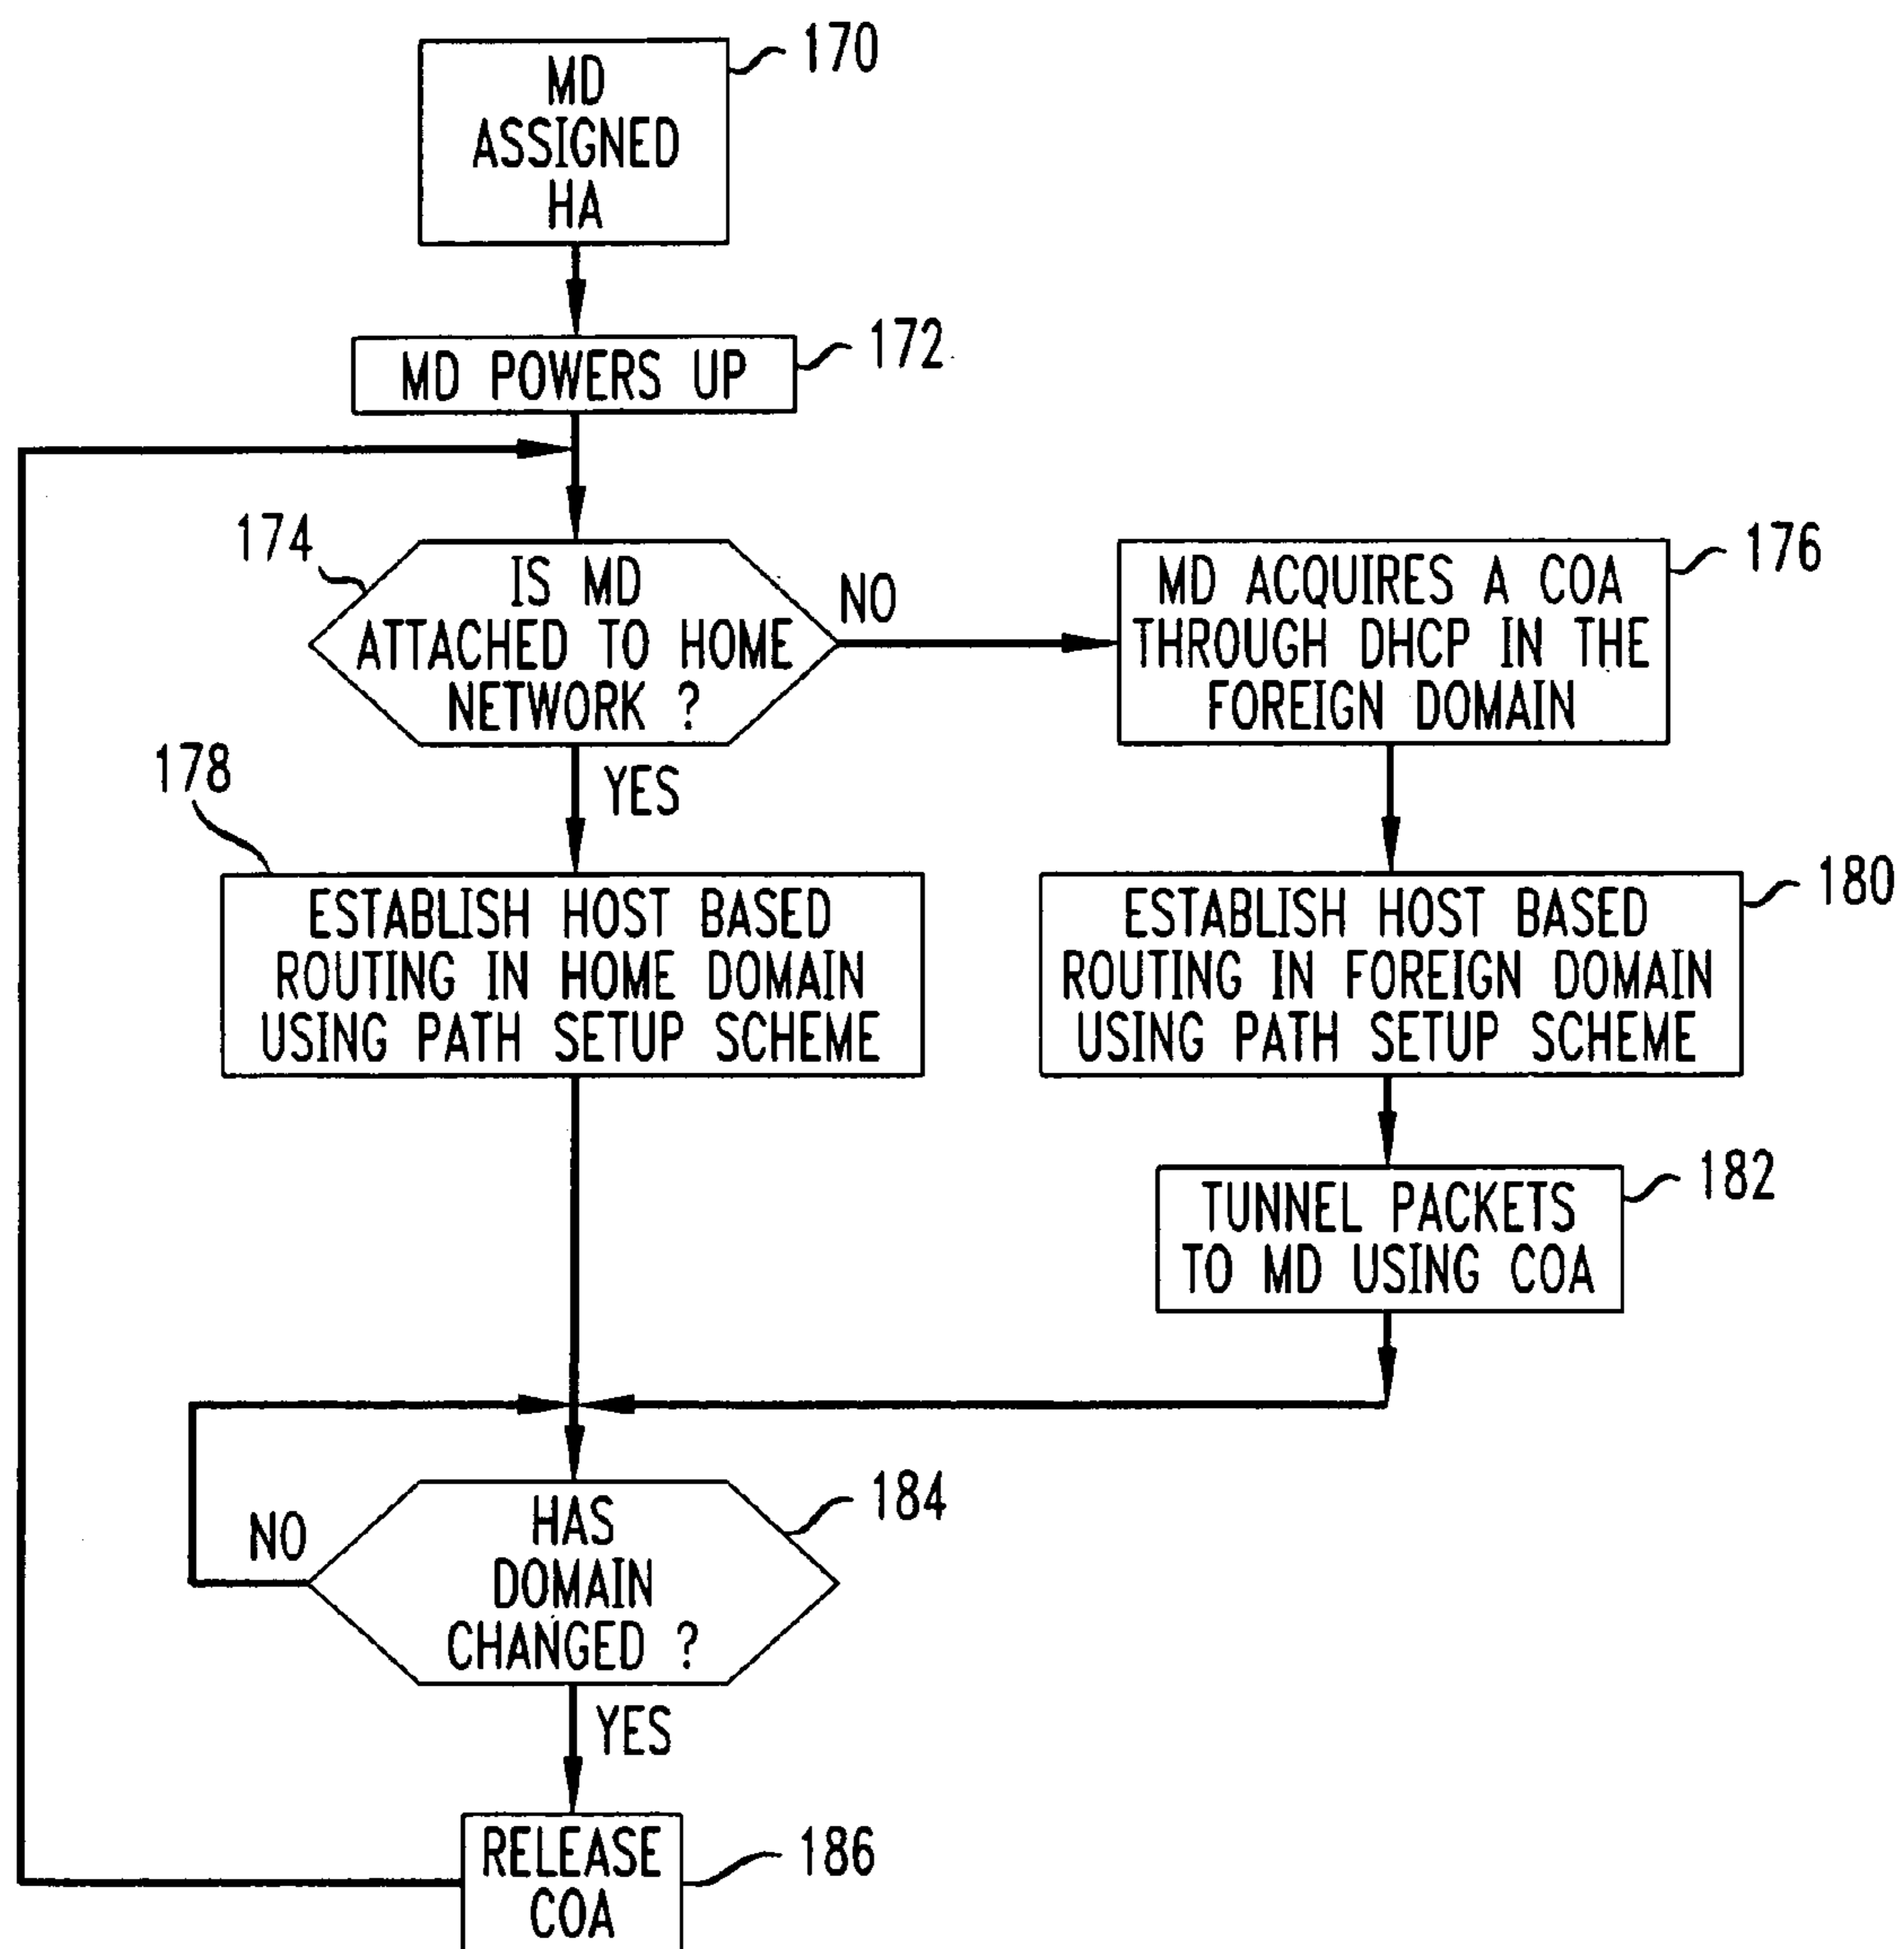 170
MD
ASSIGNED
HA
172
MD POWERS UP
174
IS MD
ATTACHED TO HOME
NETWORK ?
NO
176
MD ACQUIRES A COA
THROUGH DHCP IN THE
FOREIGN DOMAIN
YES
178
ESTABLISH HOST BASED
ROUTING IN HOME DOMAIN
USING PATH SETUP SCHEME
180
ESTABLISH HOST BASED
ROUTING IN FOREIGN DOMAIN
USING PATH SETUP SCHEME
182
TUNNEL PACKETS
TO MD USING COA
184
HAS
DOMAIN
CHANGED ?
NO
YES
186
RELEASE
COA